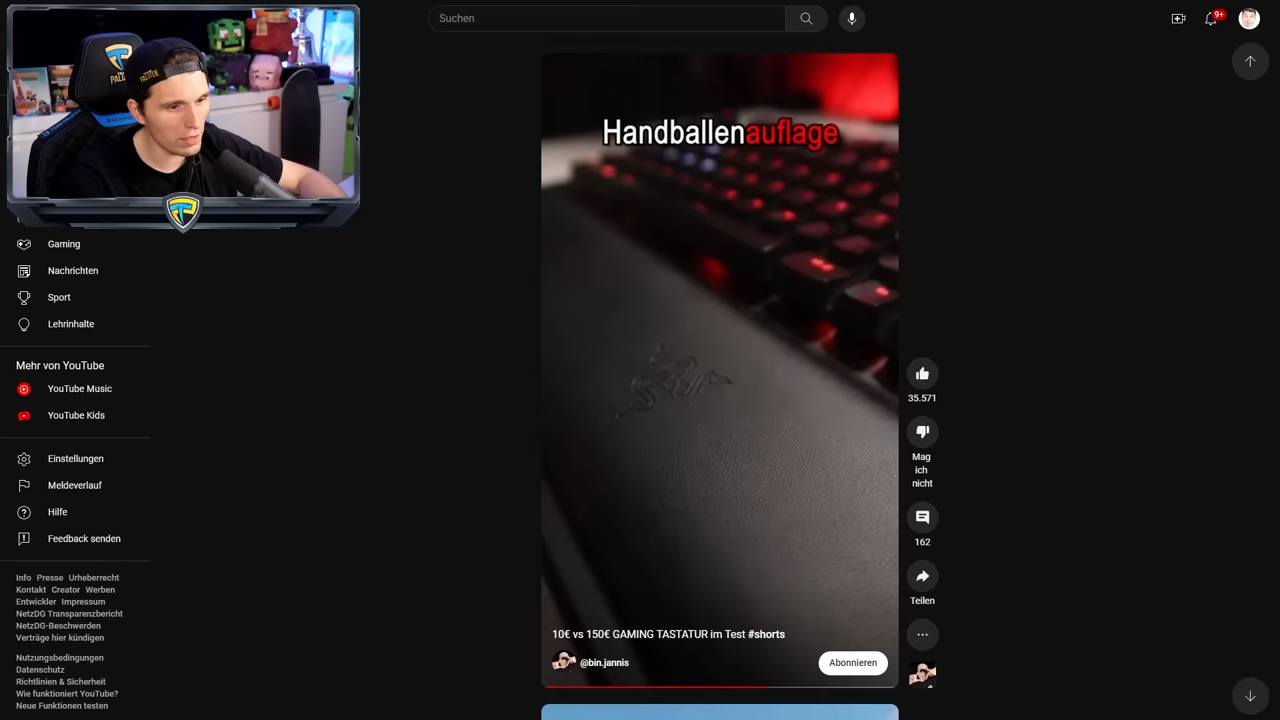 Suchen
9+
Handballenauflage
Gaming
Nachrichten
Sport
Lehrinhalte
Mehr von YouTube
YouTube Music
YouTube Kids
Einstellungen
Meldeverlauf
Hilfe
Feedback senden
Info Presse Urheberrecht
Kontakt Creator Werben
Entwickler Impressum
NetzDG Transparenzbericht
NetzDG-Beschwerden
Verträge hier kündigen
Nutzungsbedingungen
Datenschutz
Richtlinien & Sicherheit
Wie funktioniert YouTube?
Neue Funktionen testen
35.571
Mag
ich
nicht
162
Teilen
10€ vs 150€ GAMING TASTATUR im Test #shorts
@bin.jannis
Abonnieren